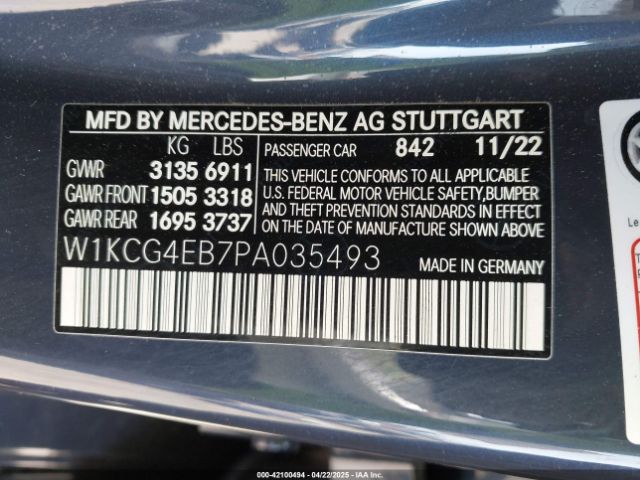 MFD BY MERCEDES-BENZ AG STUTTGART
KG LBS
PASSENGER CAR 842 11/22
GVWR 3135 6911
GAWR FRONT 1505 3318
GAWR REAR 1695 3737
THIS VEHICLE CONFORMS TO ALL APPLICABLE
U.S. FEDERAL MOTOR VEHICLE SAFETY, BUMPER
AND THEFT PREVENTION STANDARDS IN EFFECT
ON THE DATE OF MANUFACTURE SHOWN ABOVE
W1KCG4EB7PA035493
MADE IN GERMANY
000-42100494 - 04/22/2025 - IAA Inc.